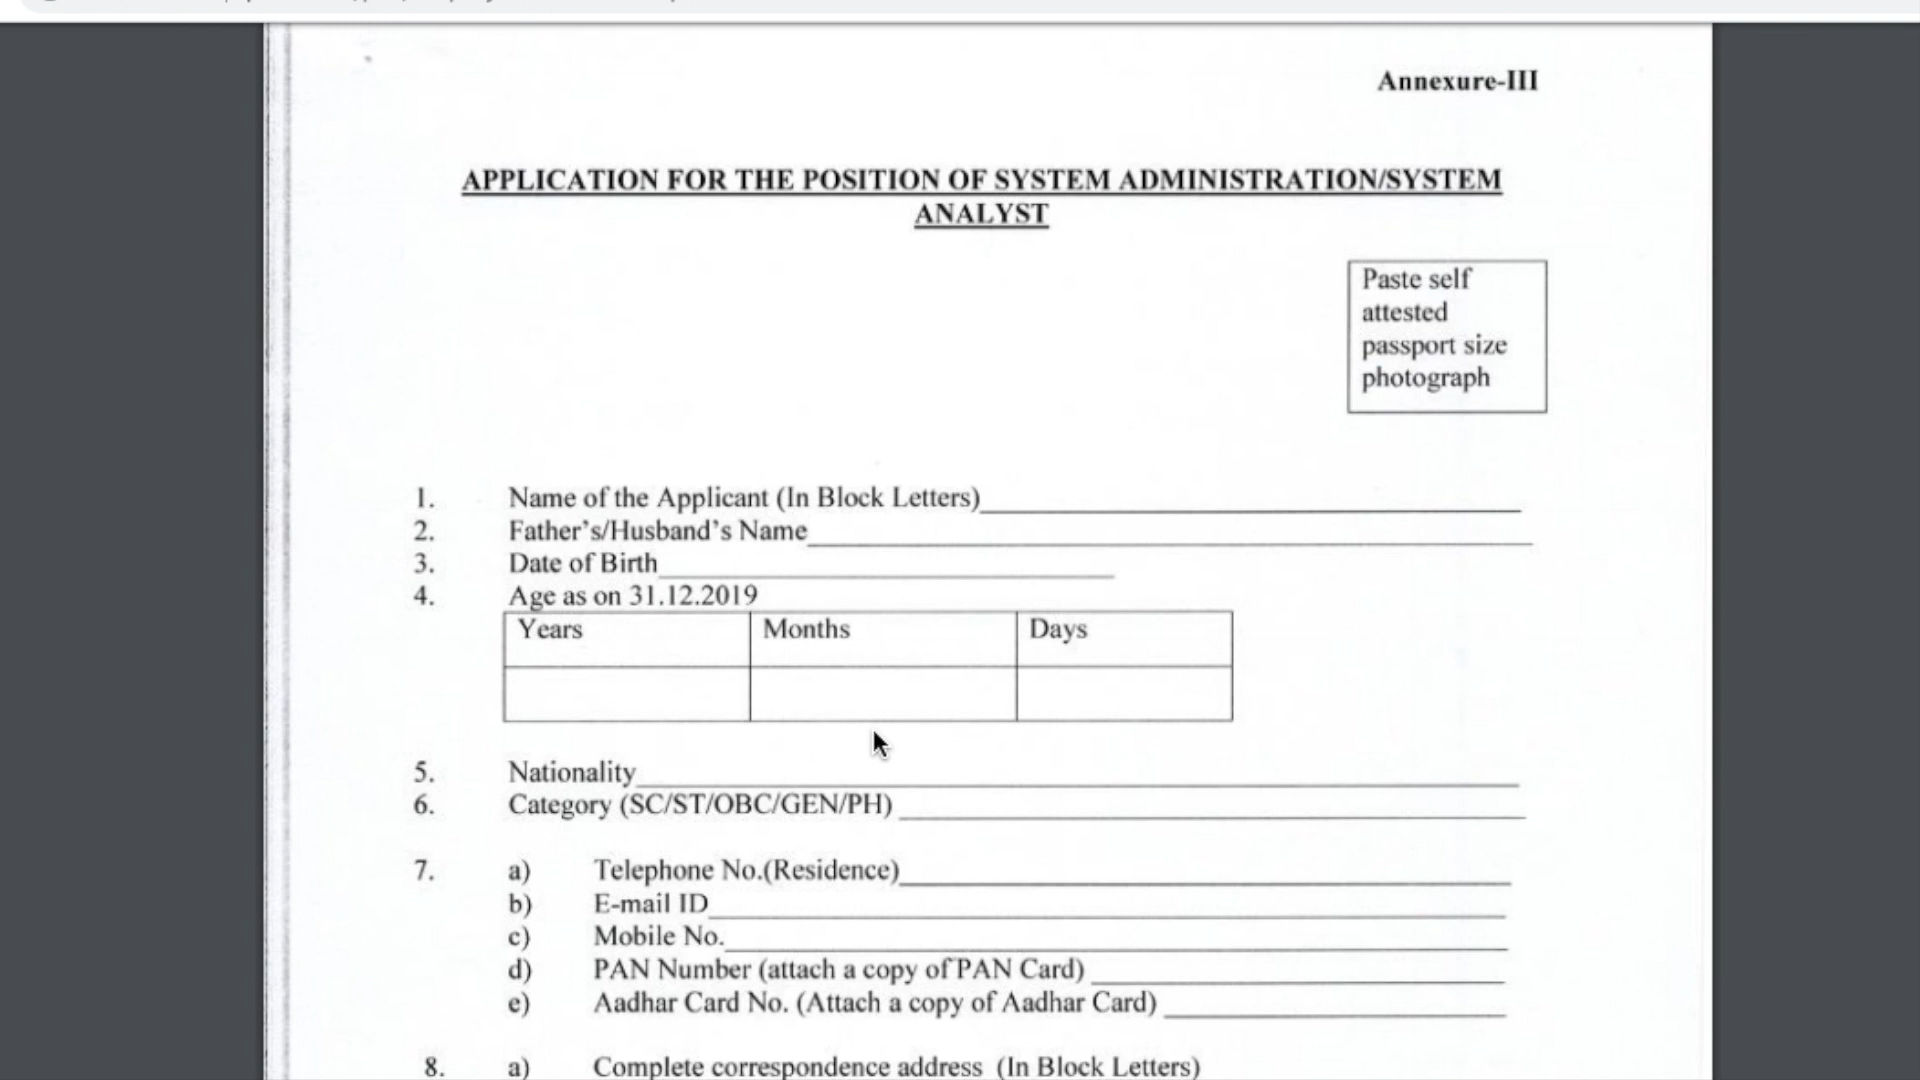 Annexure-III
APPLICATION FOR THE POSITION OF SYSTEM ADMINISTRATION/SYSTEM
ANALYST
Paste self
attested
passport size
photograph
1. Name of the Applicant (In Block Letters)
2. Father's/Husband's Name
3. Date of Birth
4. Age as on 31.12.2019
Years Months Days
5. Nationality
6. Category (SC/ST/OBC/GEN/PH)
7. a) Telephone No.(Residence)
b) E-mail ID
c) Mobile No.
d) PAN Number (attach a copy of PAN Card)
e) Aadhar Card No. (Attach a copy of Aadhar Card)
8. a) Complete correspondence address (In Block Letters)